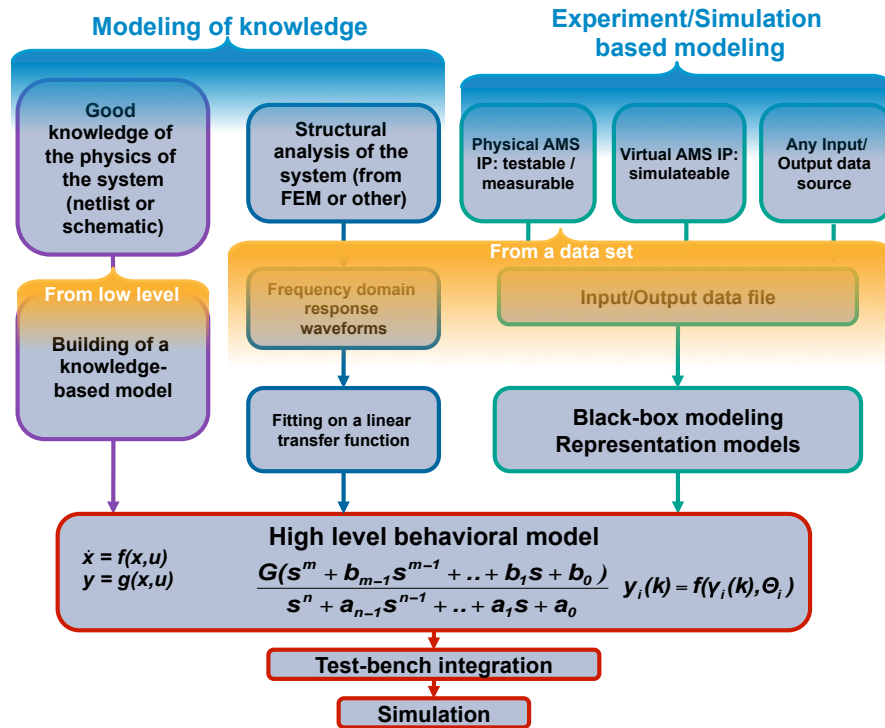 Modeling of knowledge
Experiment/Simulation
based modeling
Good
knowledge of
the physics of
the system
(netlist or
schematic)
Structural
analysis of the
system (from
FEM or other)
Physical AMS
IP: testable /
measurable
Virtual AMS IP:
simulateable
Any Input/
Output data
source
From a data set
From low level
Frequency domain
response
waveforms
Input/Output data file
Building of a
knowledge-
based model
Fitting on a linear
transfer function
Black-box modeling
Representation models
High level behavioral model
ẋ = f(x,u)
y = g(x,u)
G(s^m + b_{m−1}s^{m−1} + .. + b_1s + b_0)
s^n + a_{n−1}s^{n−1} + .. + a_1s + a_0
y_i(k) = f(γ_i(k),Θ_i)
Test-bench integration
Simulation